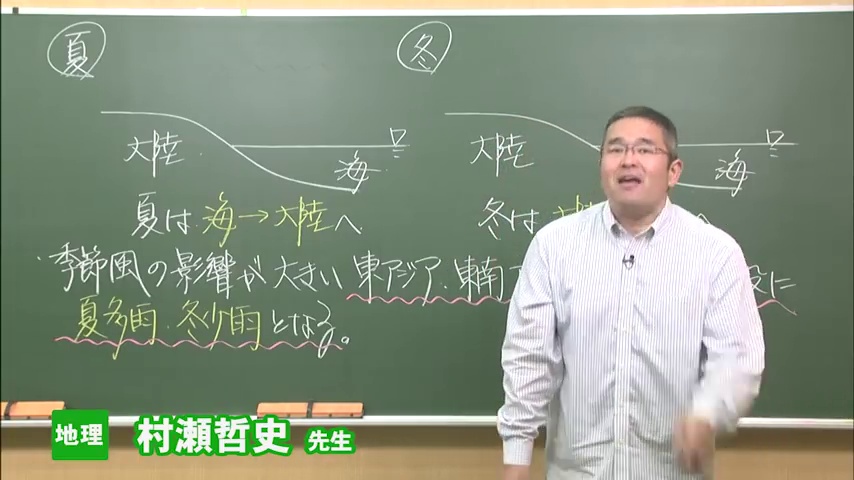 夏
冬
大陸
海
大陸
海
夏は 海→大陸へ
冬は
季節風の影響が大きい 東アジア・東南
に
夏多雨・冬少雨となる。
地理 村瀬哲史 先生